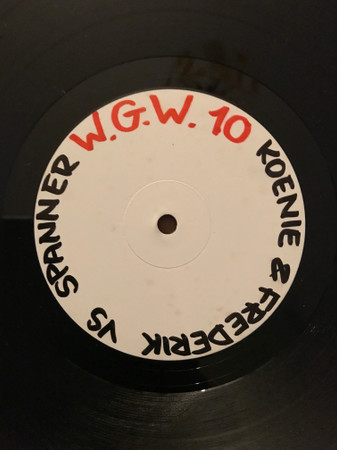 W.G.W. 10
KOENIE & FREDERIK VS SPANNER